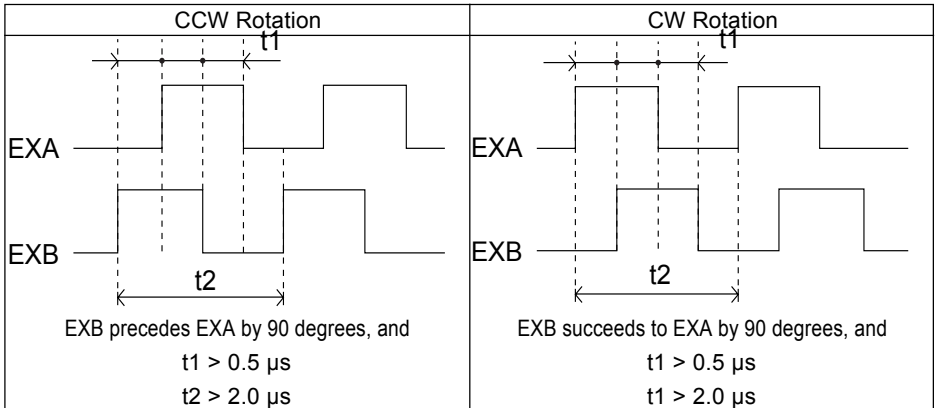 CCW Rotation
t1
EXA
EXB
t2
EXB precedes EXA by 90 degrees, and
t1 > 0.5 µs
t2 > 2.0 µs
CW Rotation
t1
EXA
EXB
t2
EXB succeeds to EXA by 90 degrees, and
t1 > 0.5 µs
t1 > 2.0 µs